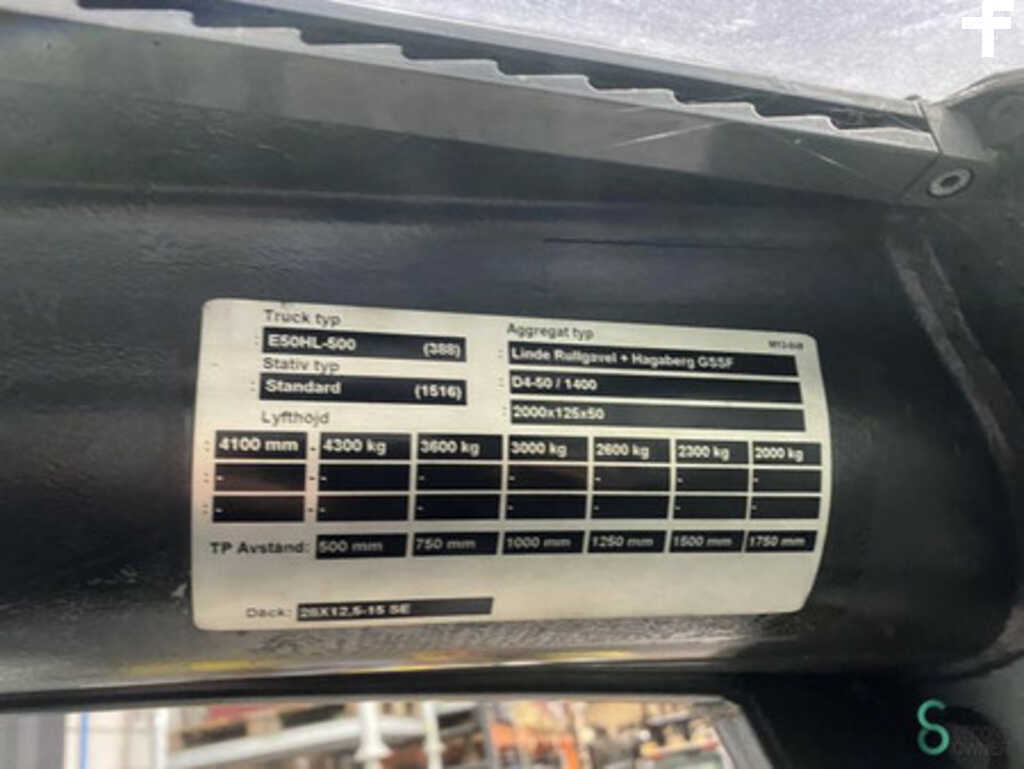 Truck typ
E50HL-500 (388)
Stativ typ
Standard (1516)
Aggregat typ
Linde Rullgavel + Hagaberg GSSF
D4-50 / 1400
2000x125x50
Lyfthöjd
4100 mm - 4300 kg 3600 kg 3000 kg 2600 kg 2300 kg 2000 kg
- - - - - - -
- - - - - - -
TP Avstånd: 500 mm 750 mm 1000 mm 1250 mm 1500 mm 1750 mm
Däck: 28X12,5-15 SE
OWNER